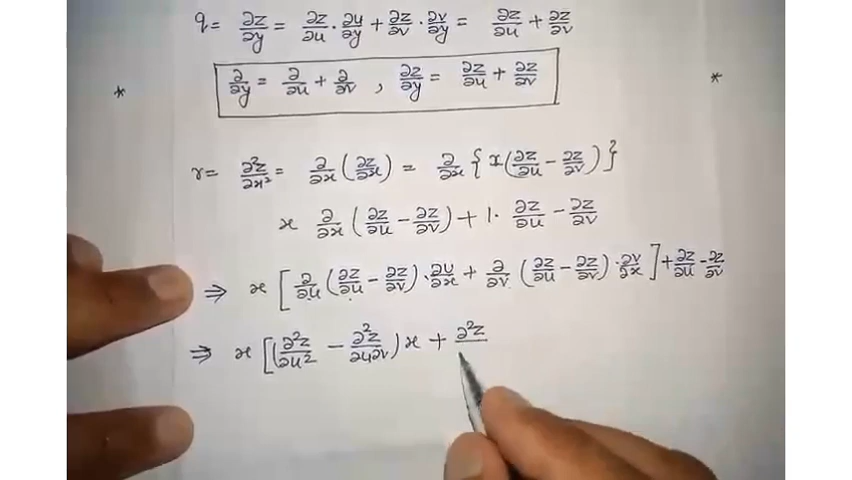 q = ∂z/∂y = ∂z/∂u · ∂u/∂y + ∂z/∂v · ∂v/∂y = ∂z/∂u + ∂z/∂v
* ∂/∂y = ∂/∂u + ∂/∂v , ∂z/∂y = ∂z/∂u + ∂z/∂v *
r = ∂²z/∂x² = ∂/∂x (∂z/∂x) = ∂/∂x { x(∂z/∂u - ∂z/∂v) }
x ∂/∂x (∂z/∂u - ∂z/∂v) + 1 · ∂z/∂u - ∂z/∂v
⇒ x [ ∂/∂u (∂z/∂u - ∂z/∂v) · ∂u/∂x + ∂/∂v (∂z/∂u - ∂z/∂v) · ∂v/∂x ] + ∂z/∂u - ∂z/∂v
⇒ x [ (∂²z/∂u² - ∂²z/∂u∂v) x + ∂²z